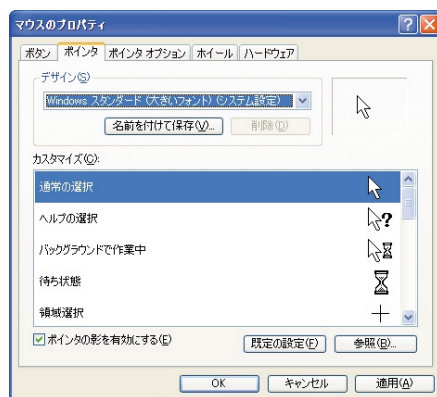 マウスのプロパティ
ボタン ポインタ ポインタ オプション ホイール ハードウェア
デザイン(S)
Windows スタンダード (大きいフォント) (システム設定)
名前を付けて保存(V)... 削除(D)
カスタマイズ(C):
通常の選択
ヘルプの選択
バックグラウンドで作業中
待ち状態
領域選択
ポインタの影を有効にする(E)
既定の設定(F) 参照(B)...
OK キャンセル 適用(A)